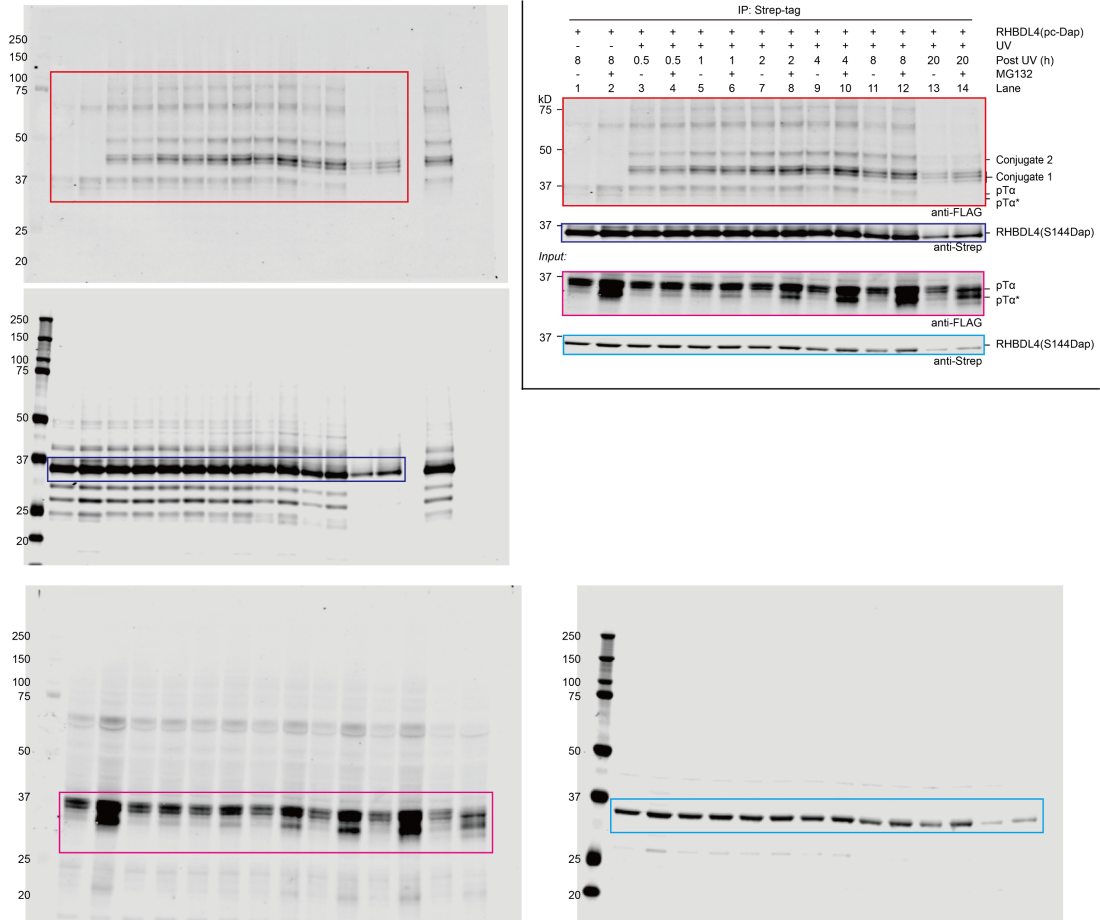 250
150
100
75
50
37
25
20
IP: Strep-tag
+ + + + + + + + + + + + + + RHBDL4(pc-Dap)
- - + + + + + + + + + + + + UV
8 8 0.5 0.5 1 1 2 2 4 4 8 8 20 20 Post UV (h)
- + - + - + - + - + - + - + MG132
1 2 3 4 5 6 7 8 9 10 11 12 13 14 Lane
kD
75
50
37
Conjugate 2
Conjugate 1
pTα
pTα*
anti-FLAG
37
RHBDL4(S144Dap)
anti-Strep
Input:
37
pTα
pTα*
anti-FLAG
37
RHBDL4(S144Dap)
anti-Strep
250
150
100
75
50
37
25
20
250
150
100
75
50
37
25
20
250
150
100
75
50
37
25
20